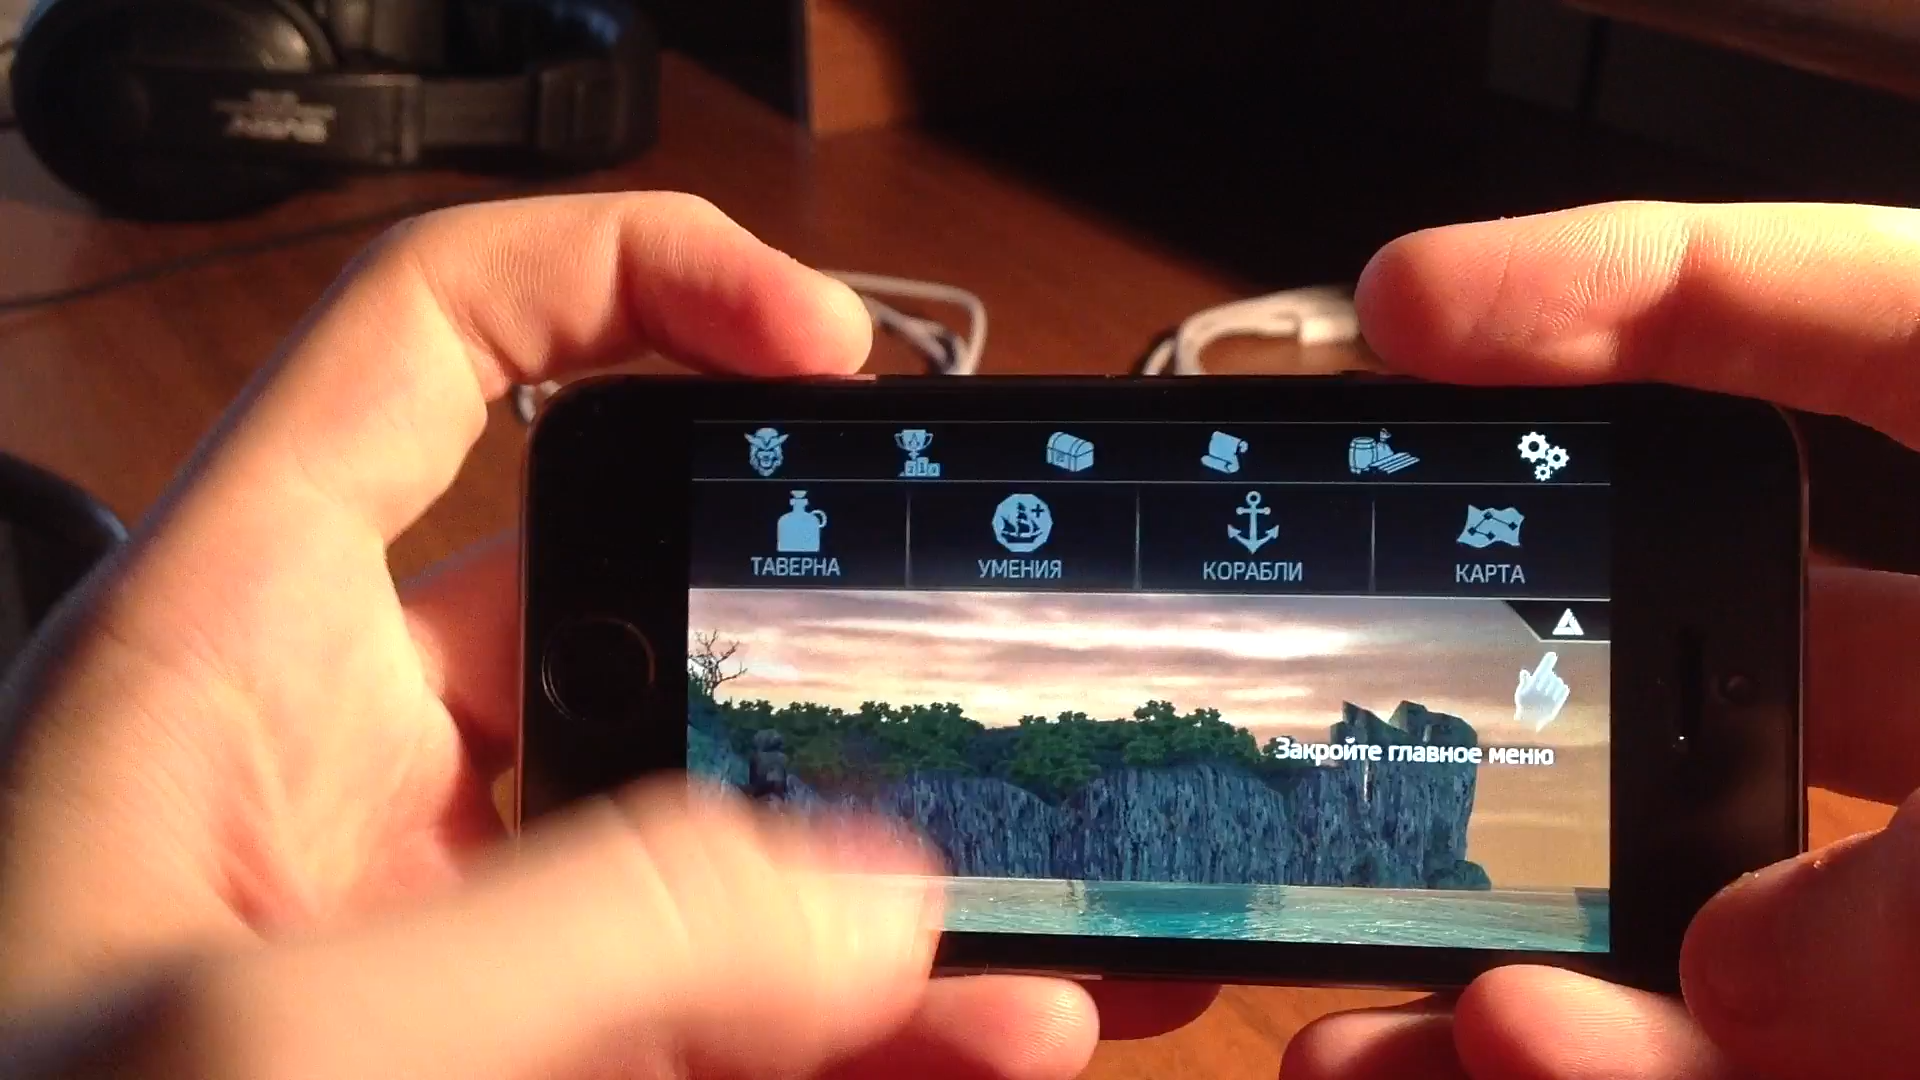 ТАВЕРНА
УМЕНИЯ
КОРАБЛИ
КАРТА
Закройте главное меню